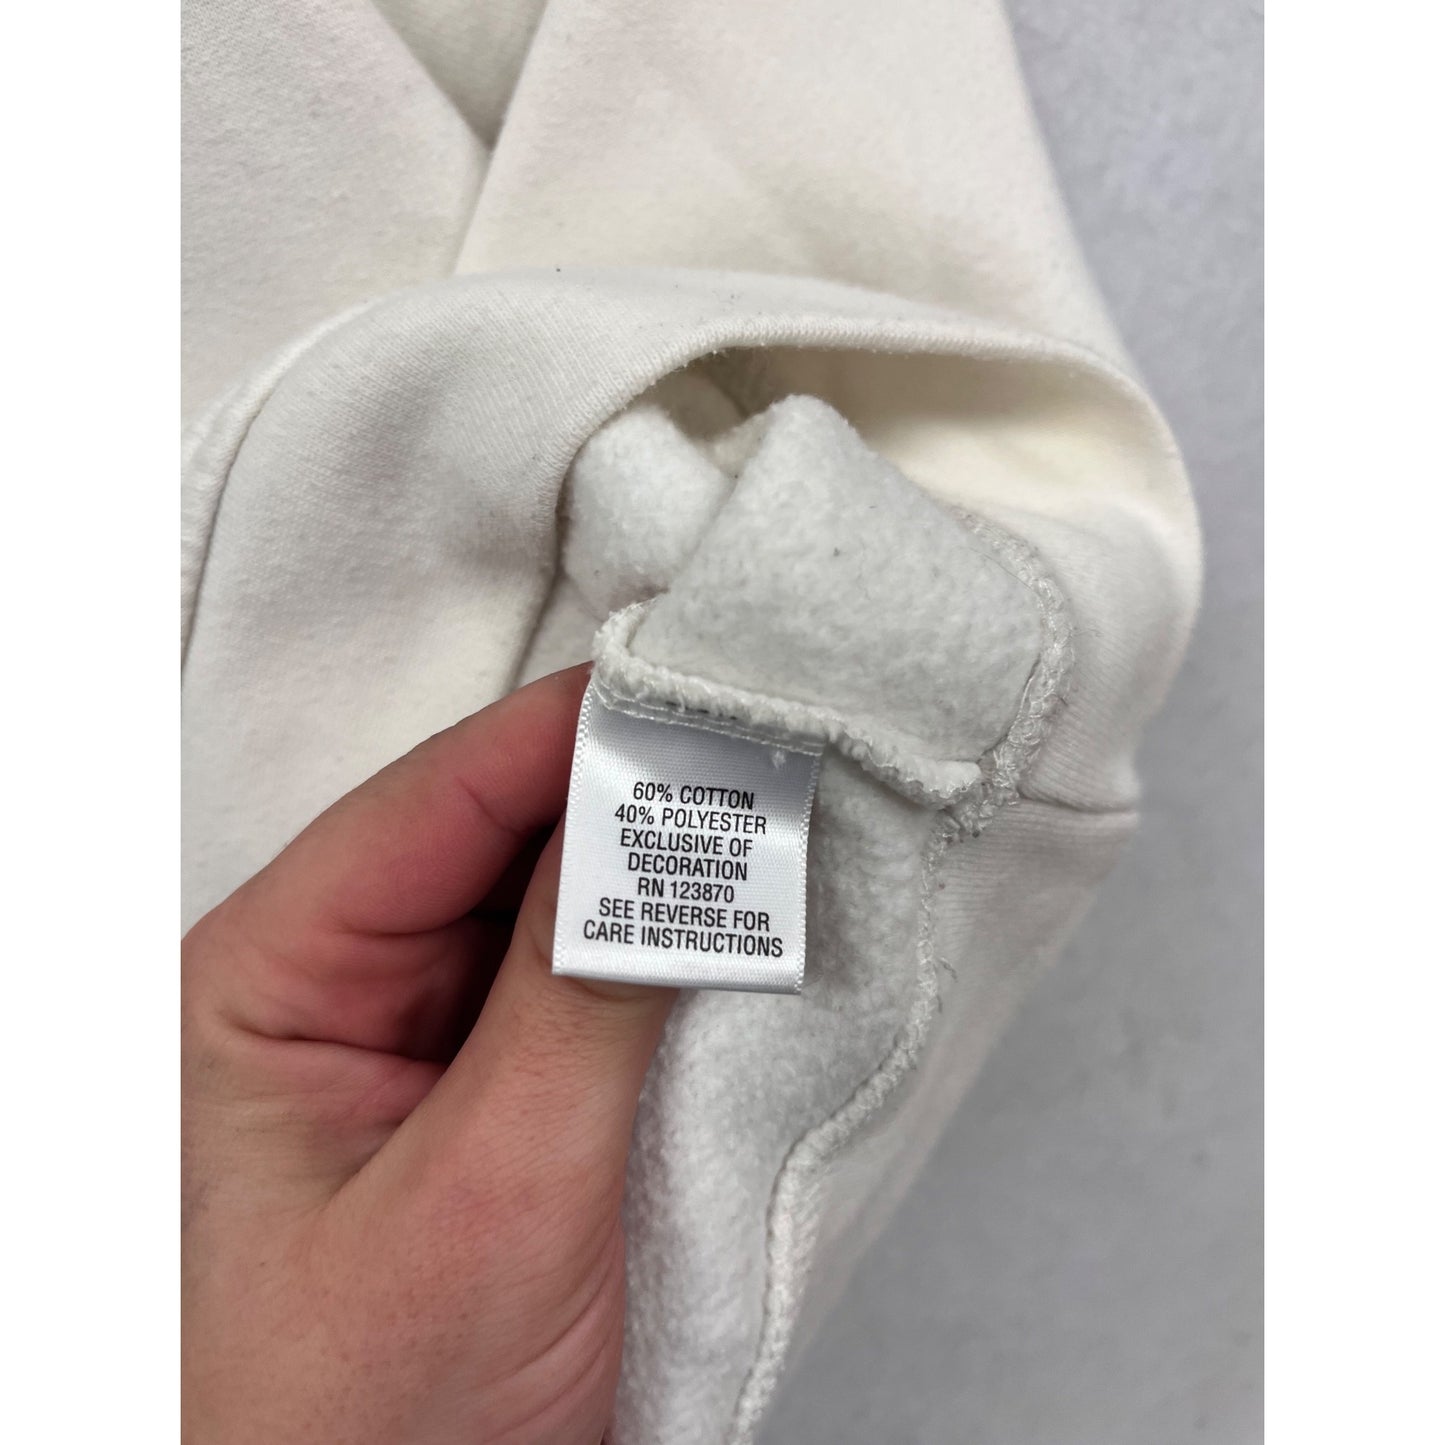 60% COTTON
40% POLYESTER
EXCLUSIVE OF
DECORATION
RN 123870
SEE REVERSE FOR
CARE INSTRUCTIONS